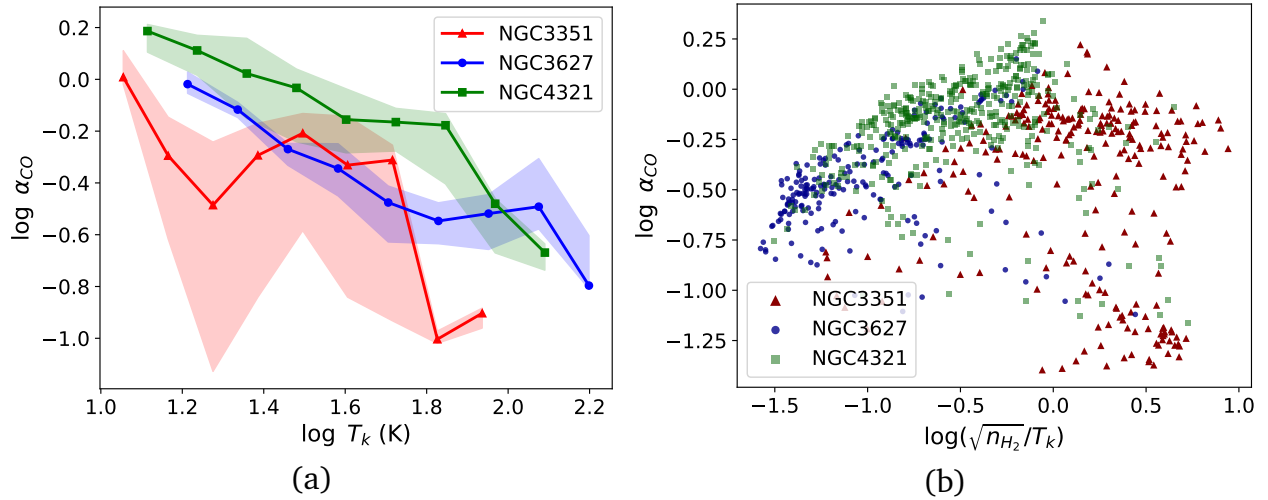 0.2
0.0
−0.2
−0.4
−0.6
−0.8
−1.0
log α_CO
NGC3351
NGC3627
NGC4321
1.0 1.2 1.4 1.6 1.8 2.0 2.2
log T_k (K)
(a)
0.25
0.00
−0.25
−0.50
−0.75
−1.00
−1.25
log α_CO
NGC3351
NGC3627
NGC4321
−1.5 −1.0 −0.5 0.0 0.5 1.0
log(√n_{H_2}/T_k)
(b)